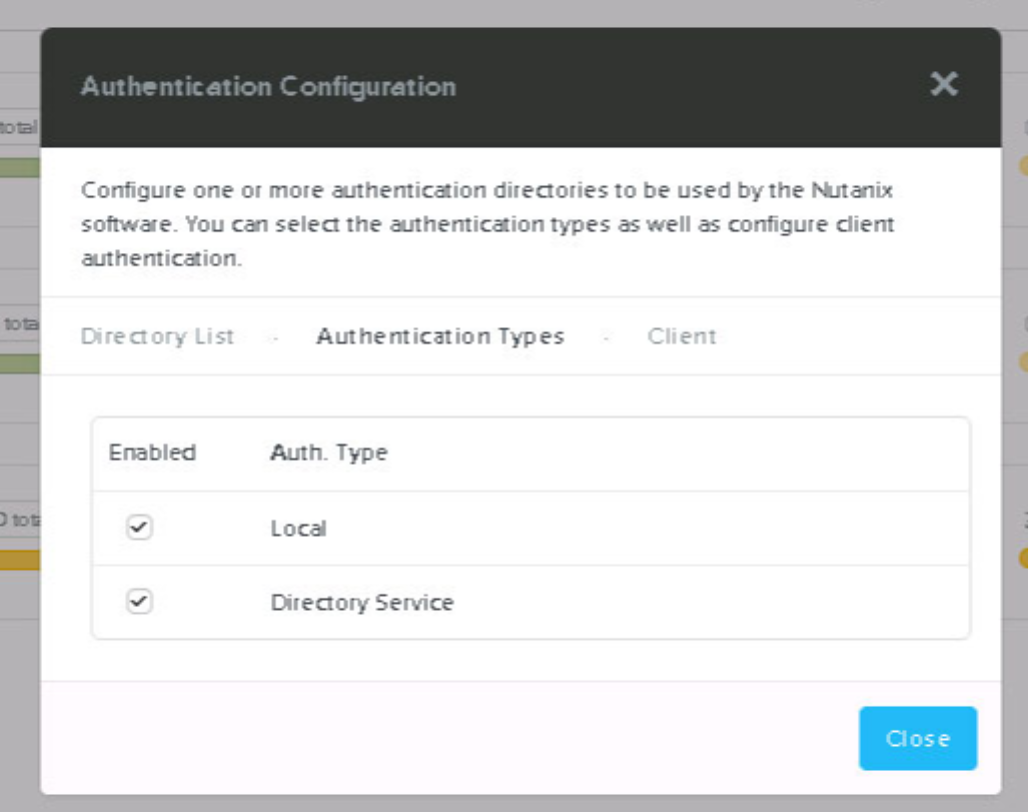 Authentication Configuration
total
Configure one or more authentication directories to be used by the Nutanix
software. You can select the authentication types as well as configure client
authentication.
Directory List · Authentication Types · Client
Enabled Auth. Type
Local
Directory Service
Close